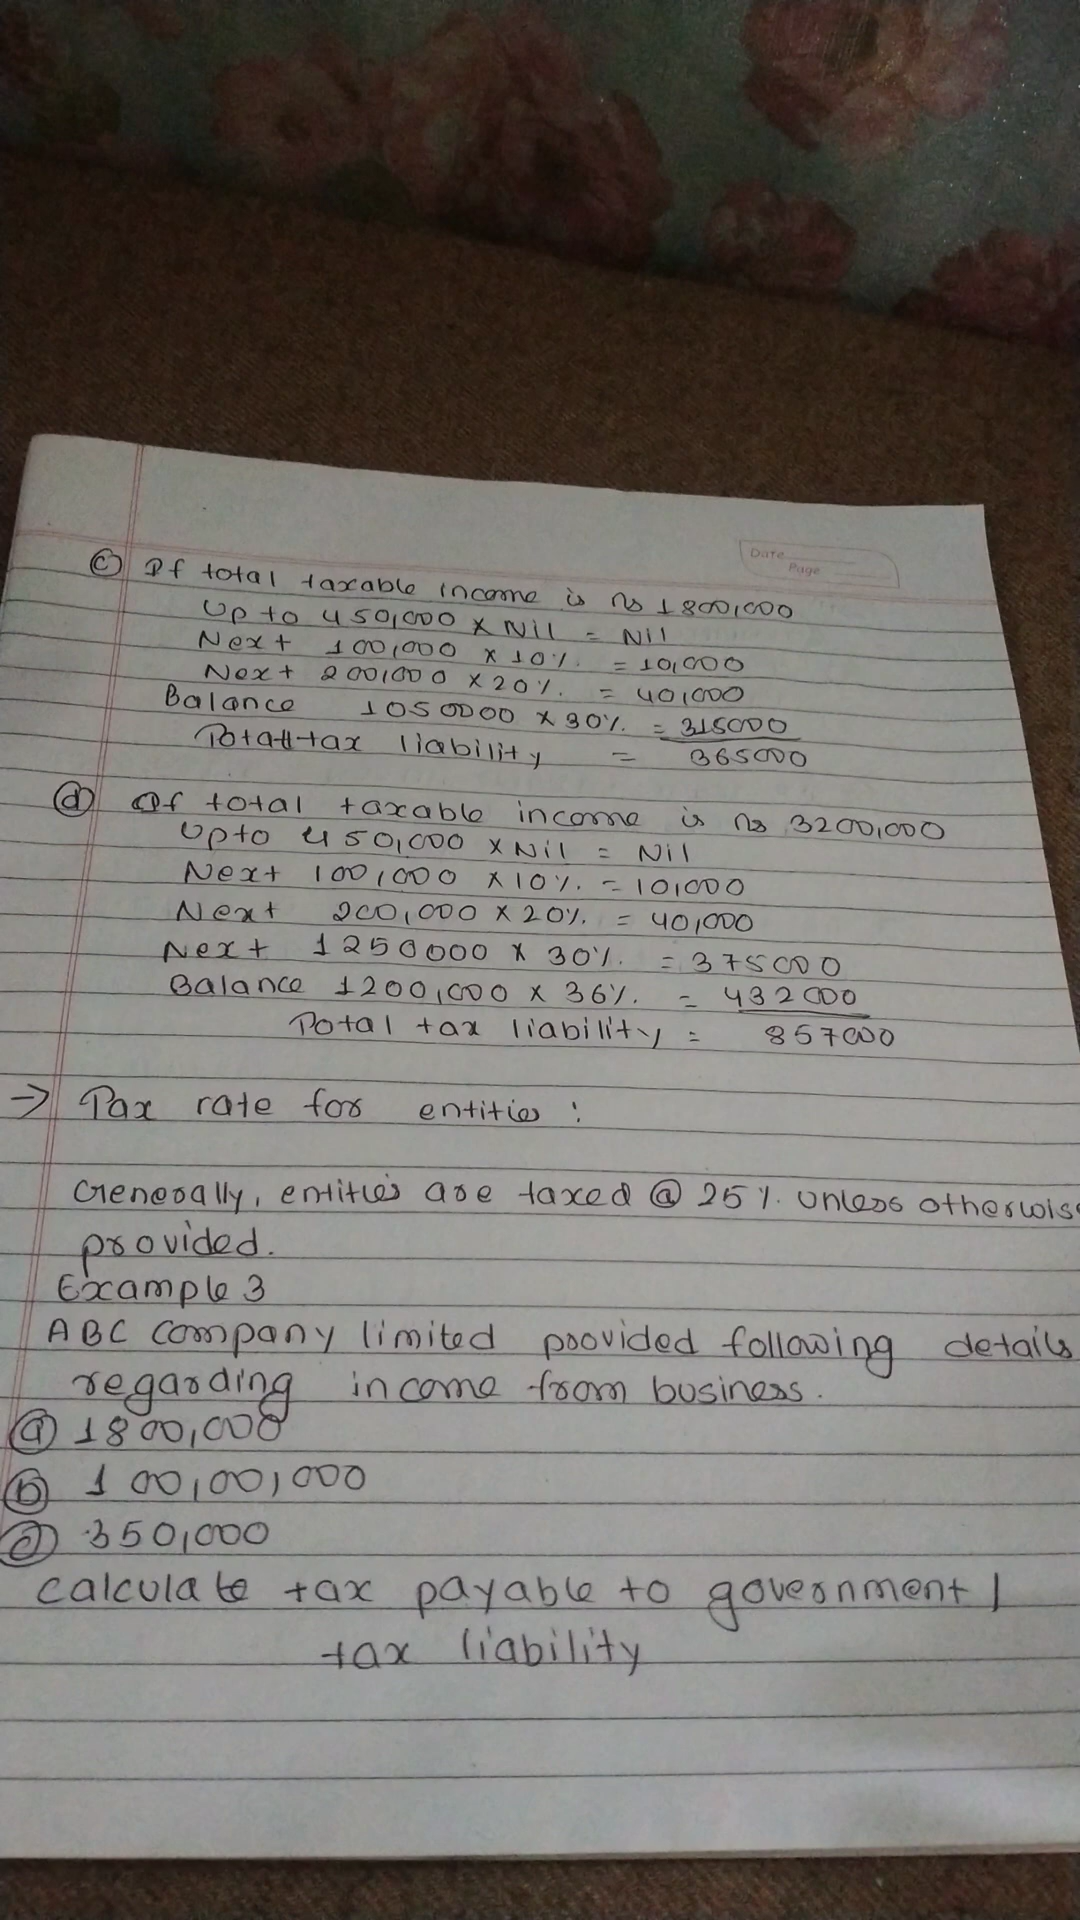 Date
Page
c) If total taxable income is rs 1800,000
Up to 450,000 x Nil = Nil
Next 100,000 x 10% = 10,000
Next 200,000 x 20% = 40,000
Balance 1050000 x 30% = 315000
Total tax liability = 365000
d) If total taxable income is rs 3200,000
Upto 450,000 x Nil = Nil
Next 100,000 x 10% = 10,000
Next 200,000 x 20% = 40,000
Next 1250000 x 30% = 375000
Balance 1200,000 x 36% = 432000
Total tax liability = 857000
→ Tax rate for entities :
Generally, entities are taxed @ 25% unless otherwis
provided.
Example 3
ABC company limited provided following details
regarding income from business.
a) 1800,000
b) 100,00,000
c) 350,000
calculate tax payable to government /
tax liability